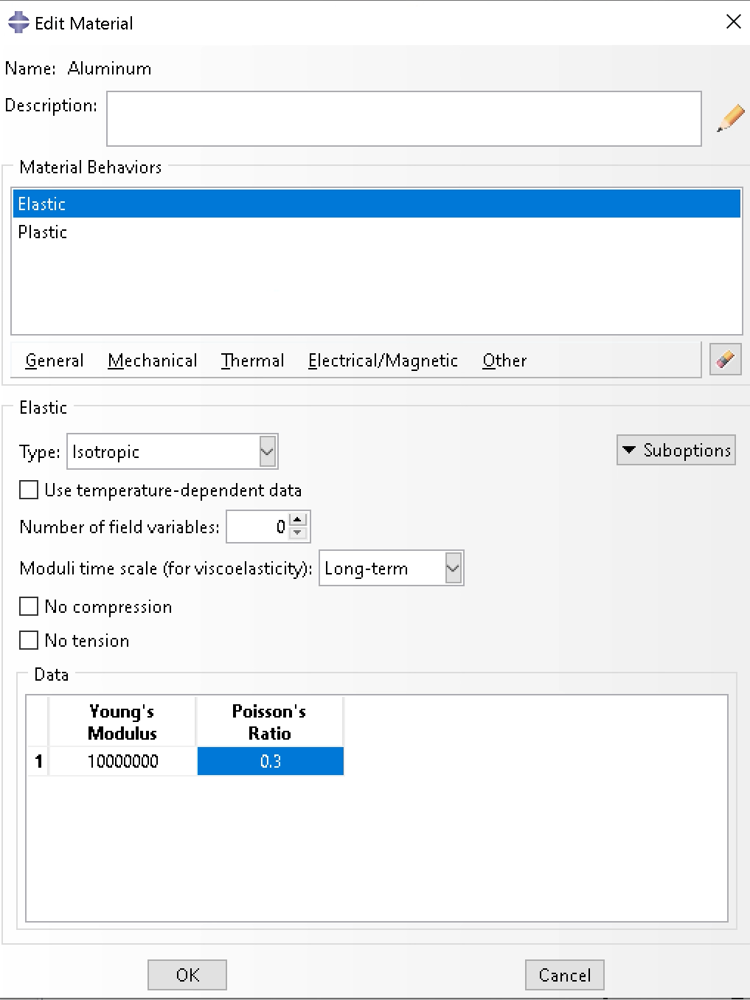 Edit Material
Name: Aluminum
Description:
Material Behaviors
Elastic
Plastic
General Mechanical Thermal Electrical/Magnetic Other
Elastic
Type: Isotropic
Suboptions
Use temperature-dependent data
Number of field variables: 0
Moduli time scale (for viscoelasticity): Long-term
No compression
No tension
Data
Young's Poisson's
Modulus Ratio
1 10000000 0.3
OK Cancel